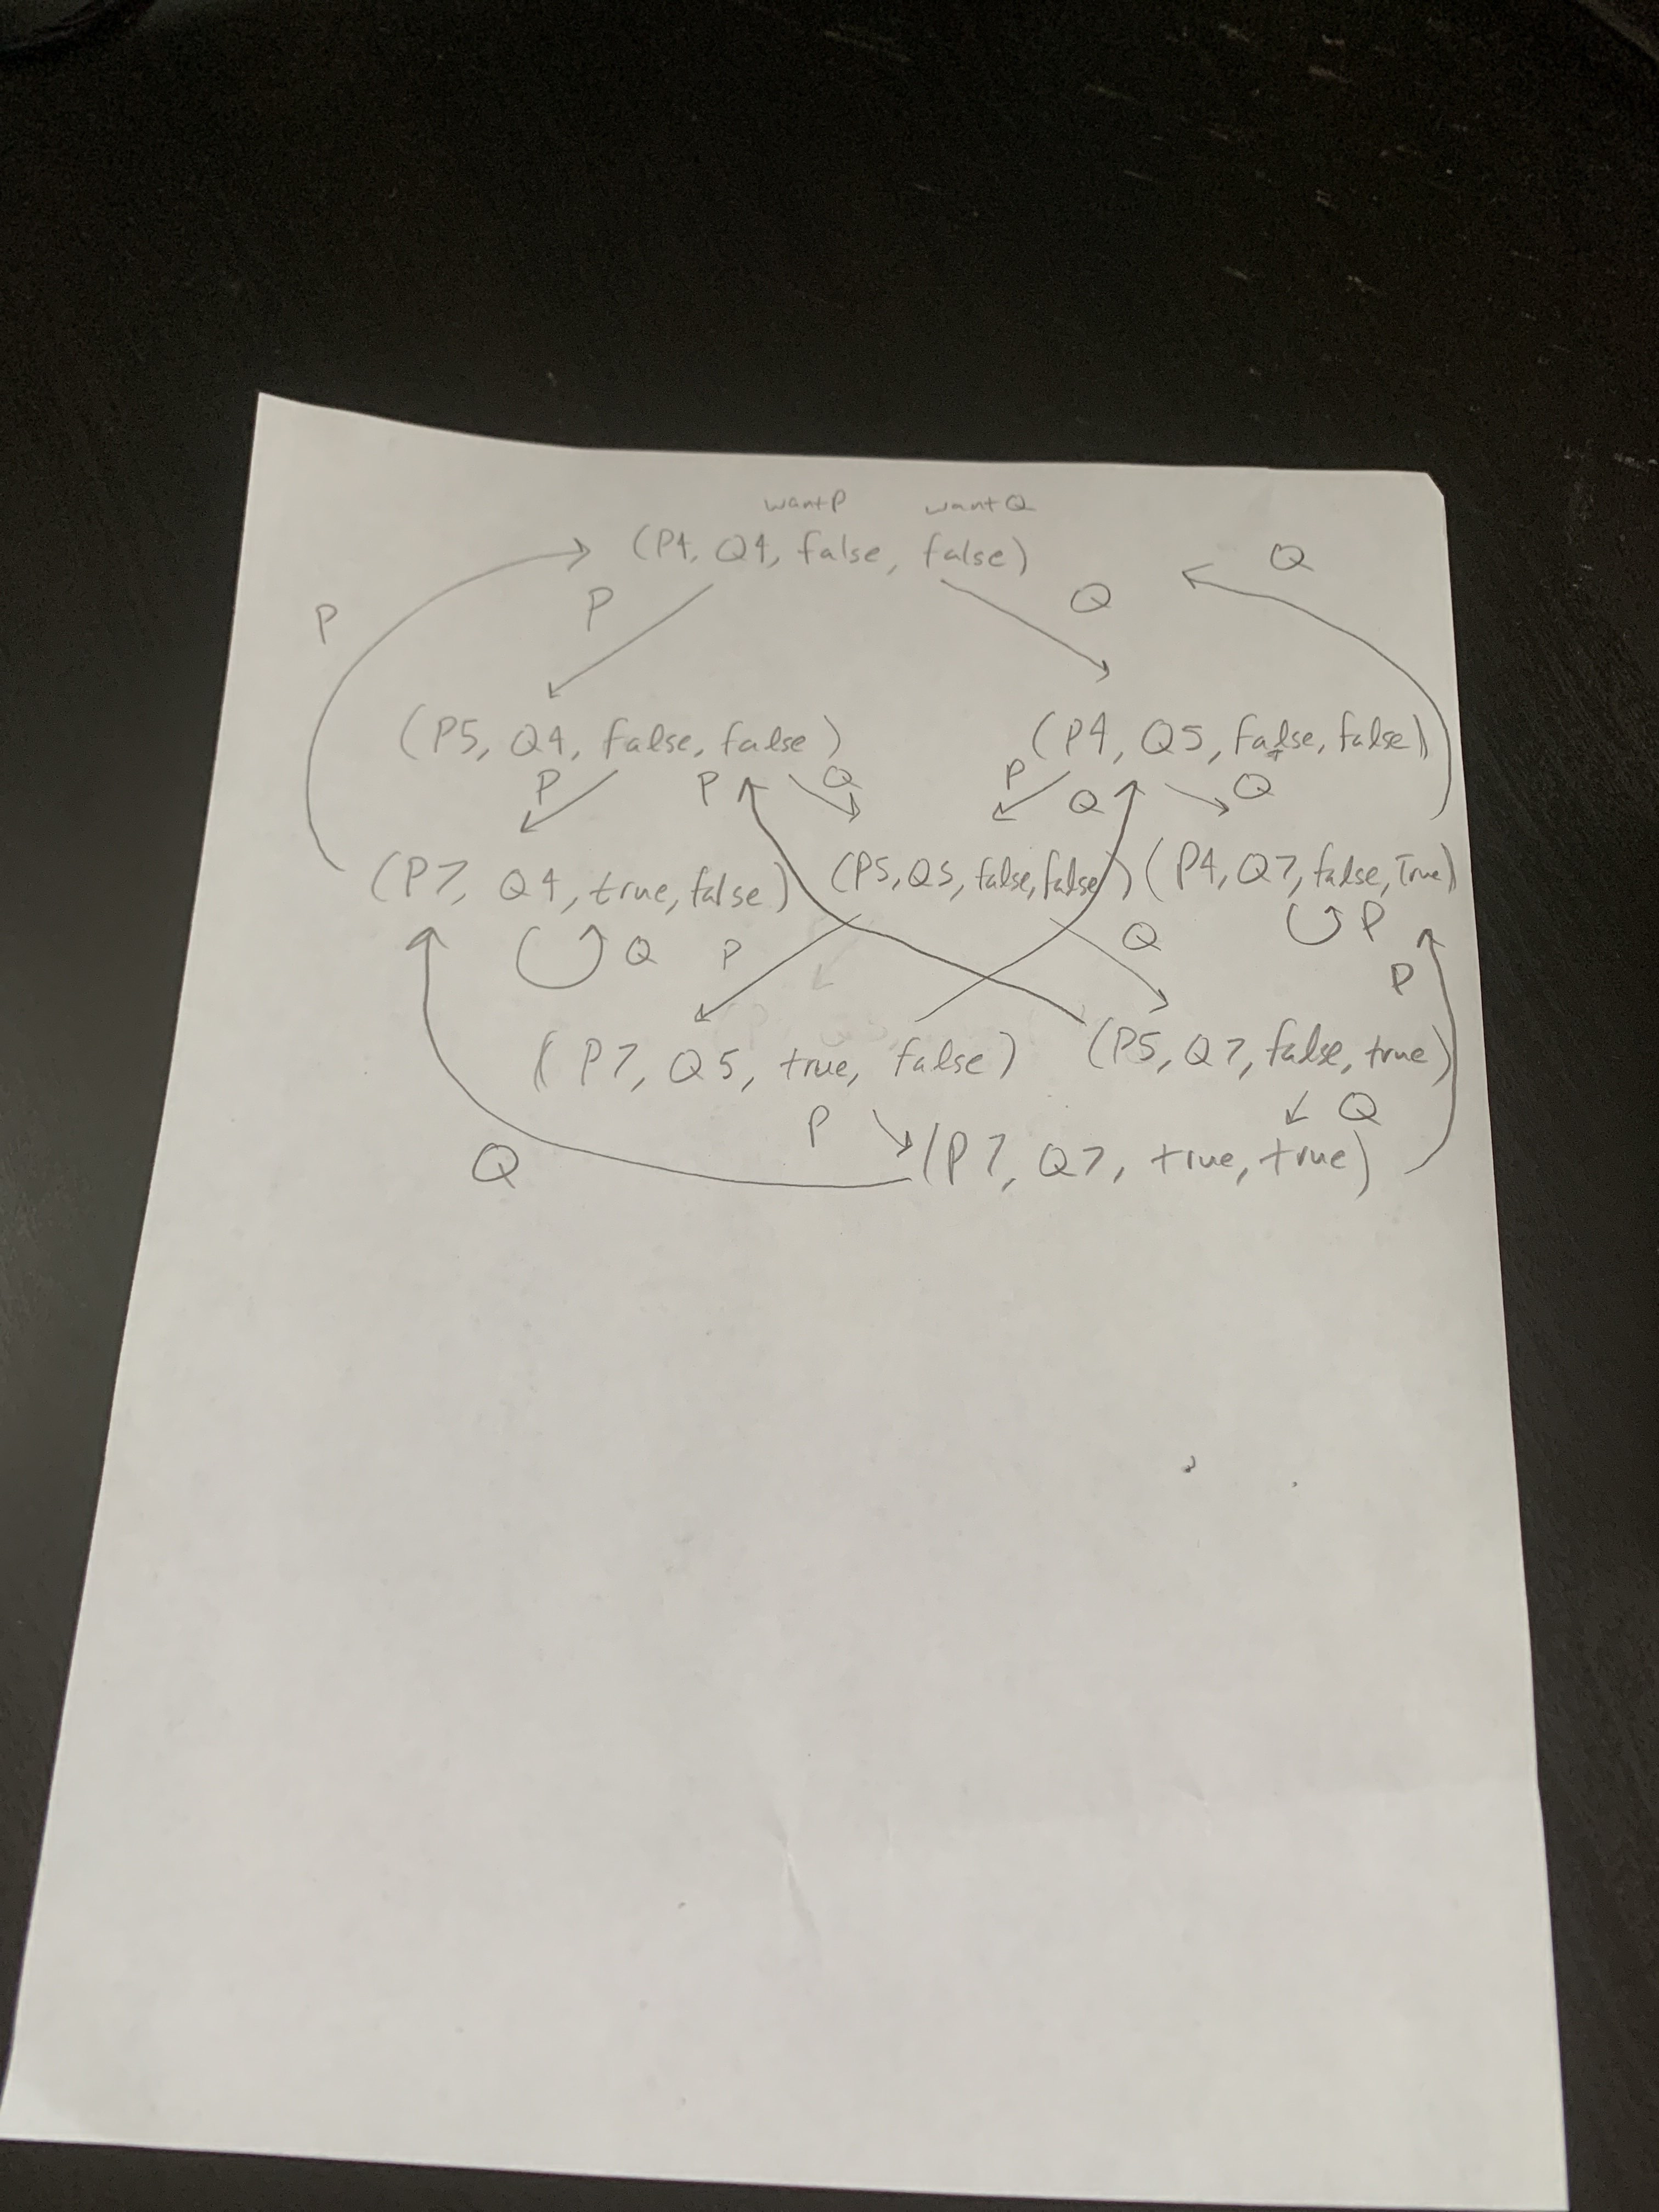 wantP wantQ
(P4, Q4, false, false)
Q
P P Q
(P5, Q4, false, false) (P4, Q5, false, false)
P P Q P Q Q
(P7, Q4, true, false) (P5, Q5, false, false) (P4, Q7, false, True)
Q P Q P
P
(P7, Q5, true, false) (P5, Q7, false, true)
P Q
Q (P7, Q7, true, true)